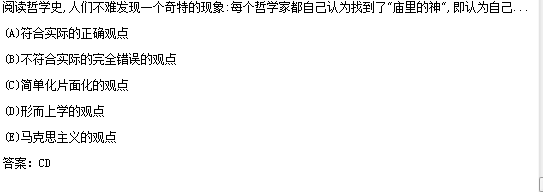 阅读哲学史,人们不难发现一个奇特的现象:每个哲学家都自己认为找到了“庙里的神”,即认为自己...
(A)符合实际的正确观点
(B)不符合实际的完全错误的观点
(C)简单化片面化的观点
(D)形而上学的观点
(E)马克思主义的观点
答案: CD